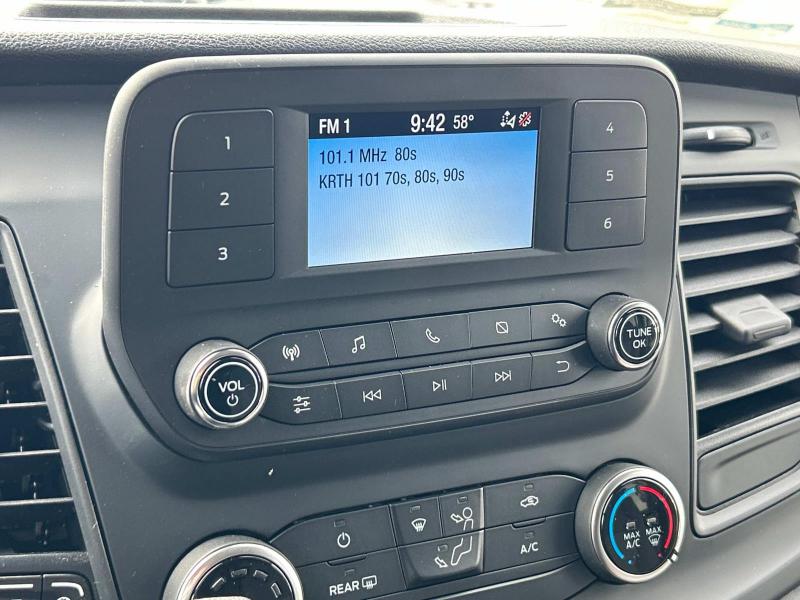 FM 1 9:42 58°
101.1 MHz 80s
KRTH 101 70s, 80s, 90s
1
2
3
4
5
6
VOL
TUNE
OK
MAX
A/C
MAX
A/C
REAR